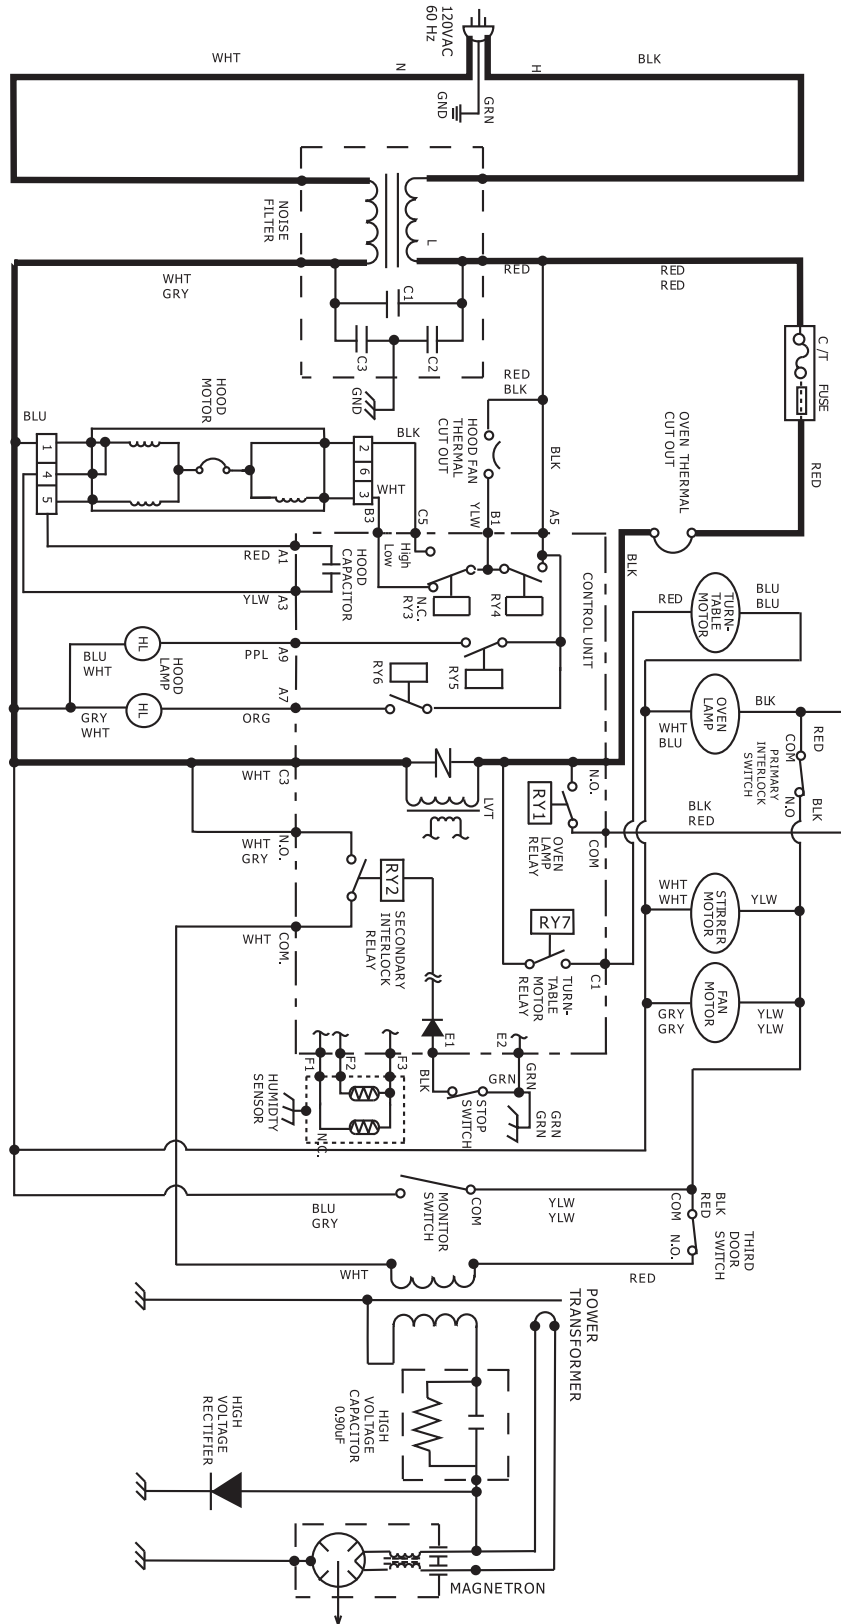 120VAC
60 Hz
WHT
N
H
BLK
GND
GRN
NOISE
FILTER
L
RED
RED
RED
WHT
GRY
C1
C3
C2
GND
C/T
FUSE
RED
BLK
HOOD
MOTOR
BLU
1
4
5
2
6
3
BLK
WHT
HOOD FAN
THERMAL
CUT OUT
BLK
OVEN THERMAL
CUT OUT
RED
B3
C5
YLW
B1
A5
RED
A1
YLW
A3
HOOD
CAPACITOR
High
Low
N.C.
RY3
RY4
CONTROL UNIT
BLK
RED
TURN-
TABLE
MOTOR
BLU
BLU
HL
BLU
WHT
HOOD
LAMP
PPL
A9
RY6
RY5
HL
GRY
WHT
ORG
A7
WHT
BLU
OVEN
LAMP
BLK
RED
COM
PRIMARY
INTERLOCK
SWITCH
N.O
BLK
WHT
C3
LVT
N.O.
RY1
OVEN
LAMP
RELAY
COM
BLK
RED
WHT
GRY
N.O.
RY2
SECONDARY
INTERLOCK
RELAY
WHT
COM.
RY7
TURN-
TABLE
MOTOR
RELAY
C1
WHT
WHT
STIRRER
MOTOR
YLW
GRY
GRY
FAN
MOTOR
YLW
YLW
F1
F2
F3
E1
E2
HUMIDTY
SENSOR
N.C.
BLK
STOP
SWITCH
GRN
GRN
GRN
GRN
BLU
GRY
MONITOR
SWITCH
COM
YLW
YLW
BLK
RED
COM
N.O.
THIRD
DOOR
SWITCH
WHT
RED
POWER
TRANSFORMER
HIGH
VOLTAGE
RECTIFIER
HIGH
VOLTAGE
CAPACITOR
0.90uF
MAGNETRON